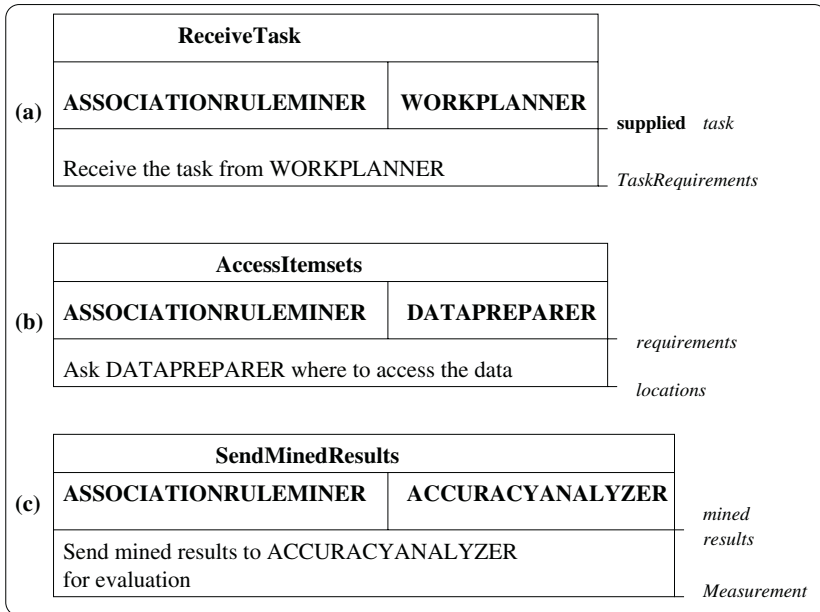 ReceiveTask
(a)
ASSOCIATIONRULEMINER WORKPLANNER
supplied task
Receive the task from WORKPLANNER
TaskRequirements
AccessItemsets
(b)
ASSOCIATIONRULEMINER DATAPREPARER
requirements
Ask DATAPREPARER where to access the data
locations
SendMinedResults
(c)
ASSOCIATIONRULEMINER ACCURACYANALYZER
mined
results
Send mined results to ACCURACYANALYZER
for evaluation
Measurement